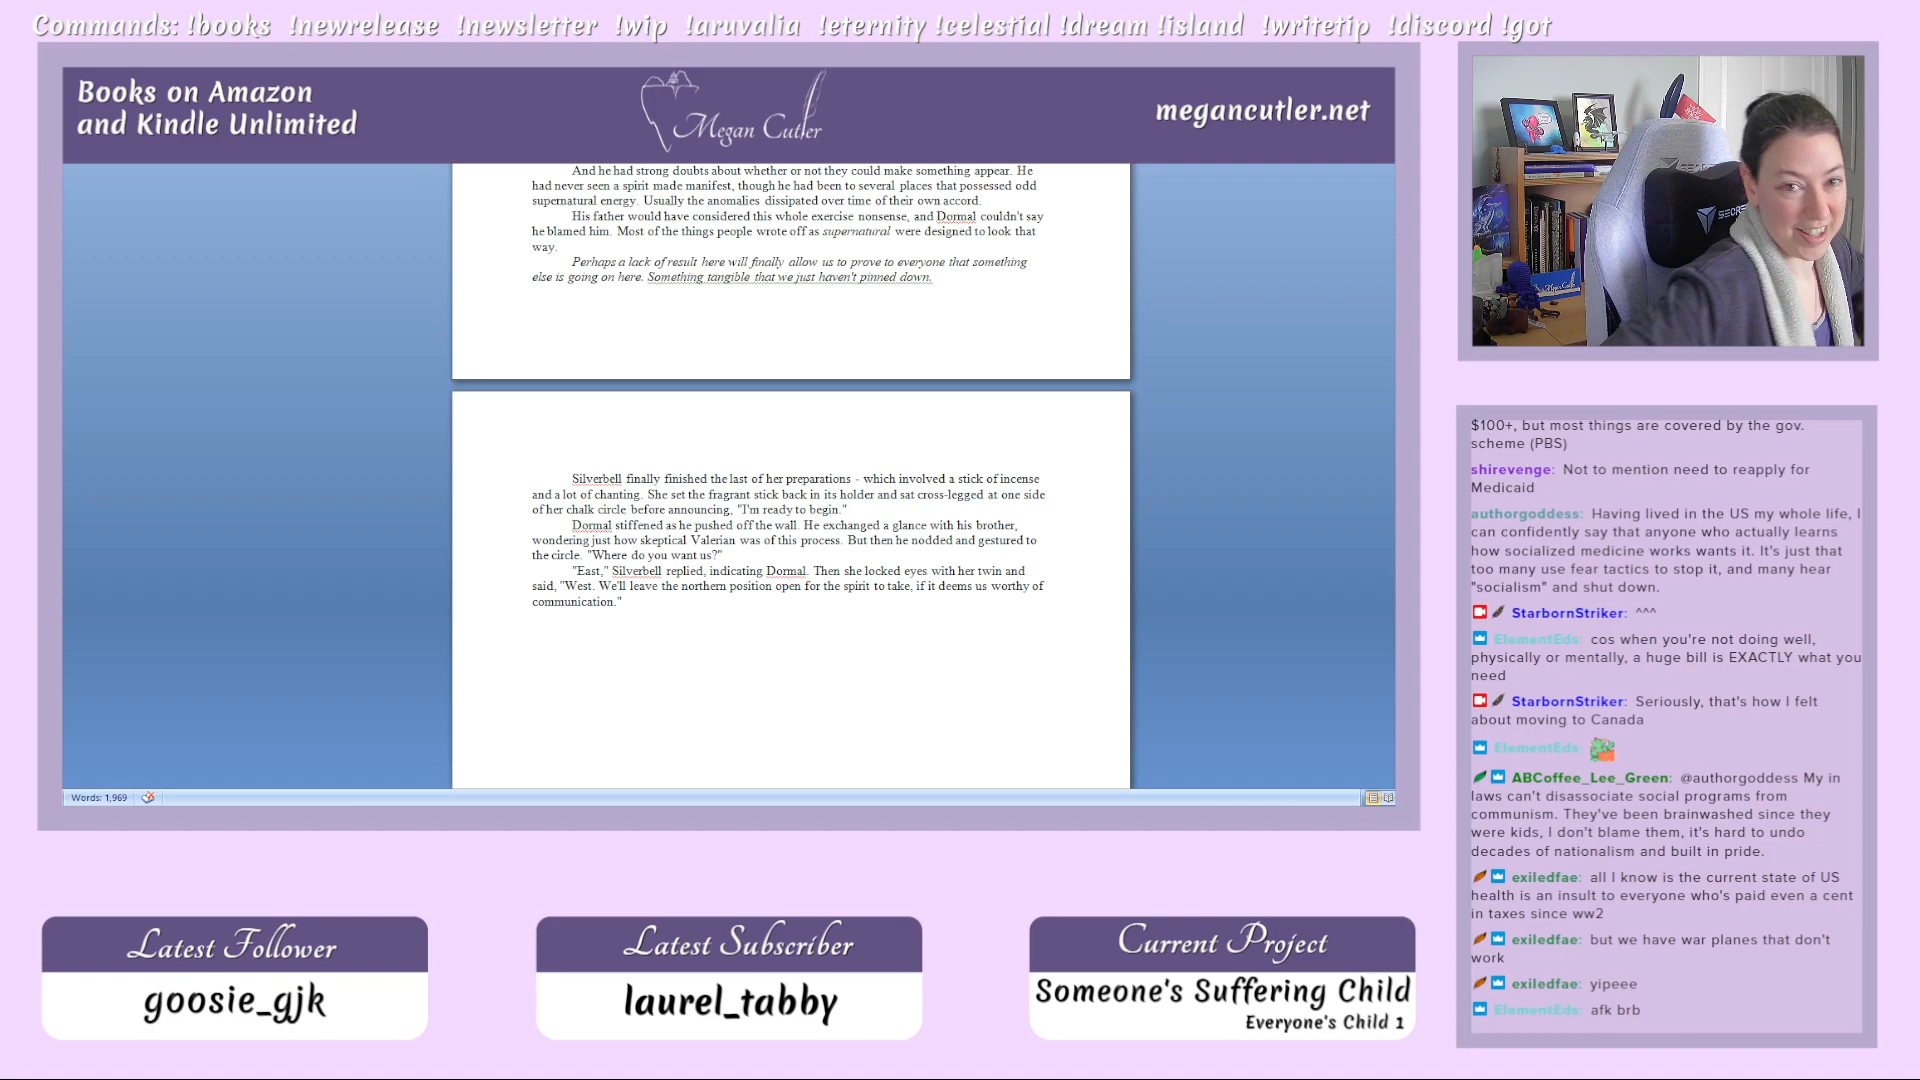 Commands: !books !newrelease !newsletter !wip !aruvalia !eternity !celestial !dream !island !writetip !discord !got
Books on Amazon
and Kindle Unlimited
Megan Cutler
megancutler.net
And he had strong doubts about whether or not they could make something appear. He
had never seen a spirit made manifest, though he had been to several places that possessed odd
supernatural energy. Usually the anomalies dissipated over time of their own accord.
His father would have considered this whole exercise nonsense, and Dormal couldn't say
he blamed him. Most of the things people wrote off as supernatural were designed to look that
way.
Perhaps a lack of result here will finally allow us to prove to everyone that something
else is going on here. Something tangible that we just haven't pinned down.
Silverbell finally finished the last of her preparations - which involved a stick of incense
and a lot of chanting. She set the fragrant stick back in its holder and sat cross-legged at one side
of her chalk circle before announcing, "I'm ready to begin."
Dormal stiffened as he pushed off the wall. He exchanged a glance with his brother,
wondering just how skeptical Valerian was of this process. But then he nodded and gestured to
the circle. "Where do you want us?"
"East," Silverbell replied, indicating Dormal. Then she locked eyes with her twin and
said, "West. We'll leave the northern position open for the spirit to take, if it deems us worthy of
communication."
Words: 1,969
$100+, but most things are covered by the gov.
scheme (PBS)
shirevenge: Not to mention need to reapply for
Medicaid
authorgoddess: Having lived in the US my whole life, I
can confidently say that anyone who actually learns
how socialized medicine works wants it. It's just that
too many use fear tactics to stop it, and many hear
"socialism" and shut down.
StarbornStriker: ^^^
ElementEds: cos when you're not doing well,
physically or mentally, a huge bill is EXACTLY what you
need
StarbornStriker: Seriously, that's how I felt
about moving to Canada
ElementEds:
ABCoffee_Lee_Green: @authorgoddess My in
laws can't disassociate social programs from
communism. They've been brainwashed since they
were kids, I don't blame them, it's hard to undo
decades of nationalism and built in pride.
exiledfae: all I know is the current state of US
health is an insult to everyone who's paid even a cent
in taxes since ww2
exiledfae: but we have war planes that don't
work
exiledfae: yipeee
ElementEds: afk brb
Latest Follower
goosie_gjk
Latest Subscriber
laurel_tabby
Current Project
Someone's Suffering Child
Everyone's Child 1